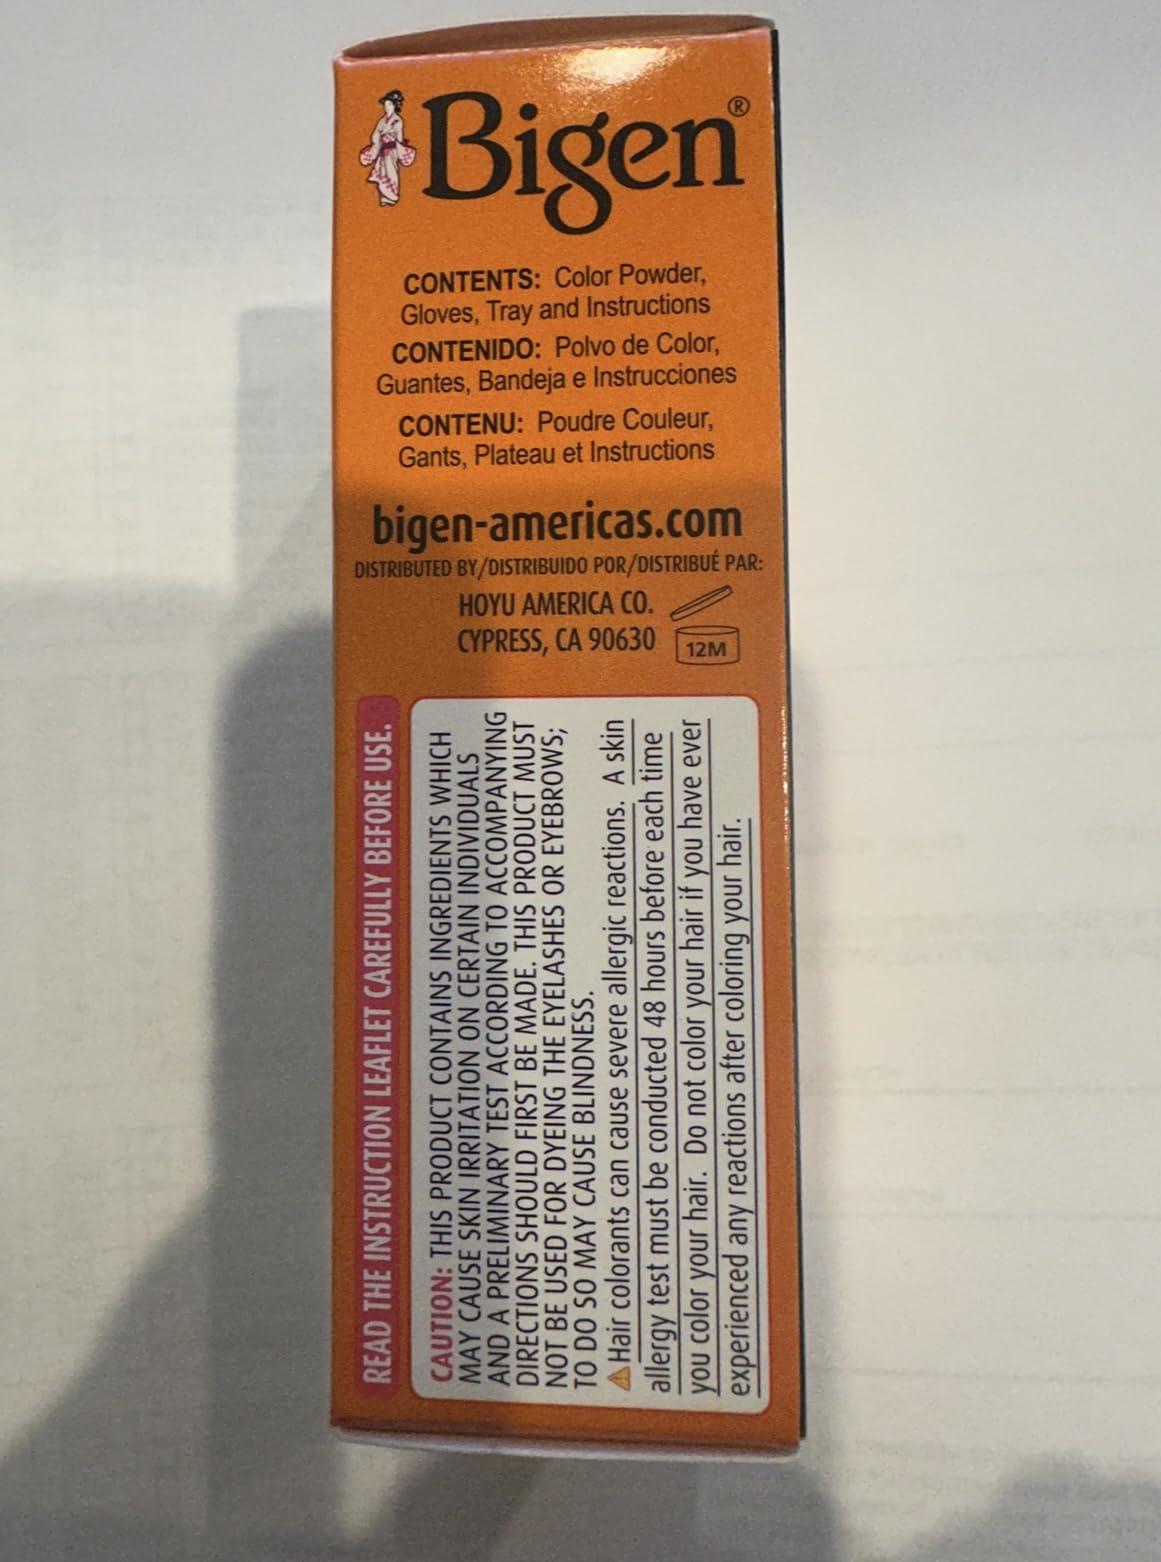 Bigen®
CONTENTS: Color Powder,
Gloves, Tray and Instructions
CONTENIDO: Polvo de Color,
Guantes, Bandeja e Instrucciones
CONTENU: Poudre Couleur,
Gants, Plateau et Instructions
bigen-americas.com
DISTRIBUTED BY/DISTRIBUIDO POR/DISTRIBUÉ PAR:
HOYU AMERICA CO.
CYPRESS, CA 90630
12M
READ THE INSTRUCTION LEAFLET CAREFULLY BEFORE USE.
CAUTION: THIS PRODUCT CONTAINS INGREDIENTS WHICH
MAY CAUSE SKIN IRRITATION ON CERTAIN INDIVIDUALS
AND A PRELIMINARY TEST ACCORDING TO ACCOMPANYING
DIRECTIONS SHOULD FIRST BE MADE. THIS PRODUCT MUST
NOT BE USED FOR DYEING THE EYELASHES OR EYEBROWS;
TO DO SO MAY CAUSE BLINDNESS.
Hair colorants can cause severe allergic reactions. A skin
allergy test must be conducted 48 hours before each time
you color your hair. Do not color your hair if you have ever
experienced any reactions after coloring your hair.